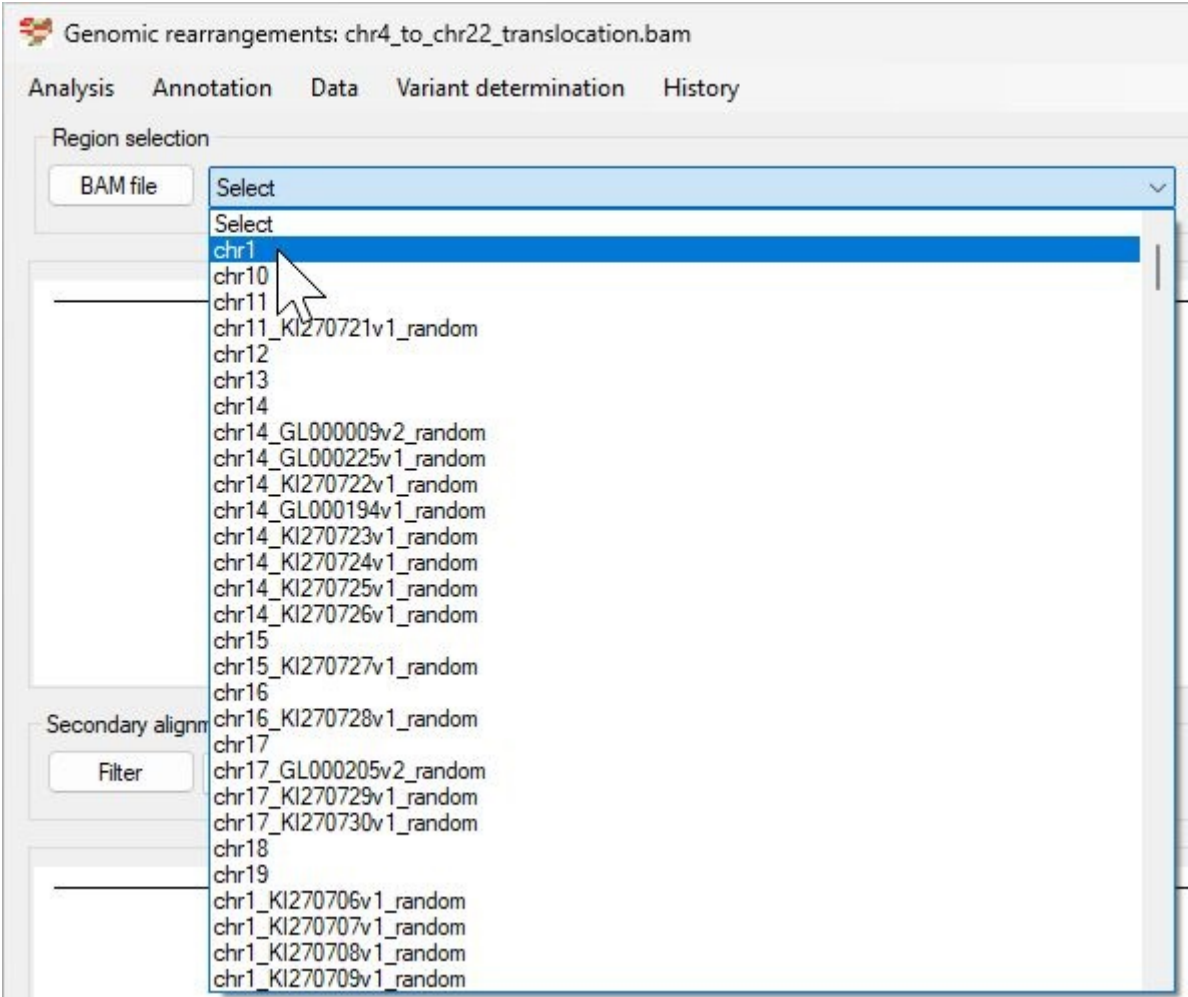 Genomic rearrangements: chr4_to_chr22_translocation.bam
Analysis Annotation Data Variant determination History
Region selection
BAM file Select
Select
chr1
chr10
chr11
chr11_KI270721v1_random
chr12
chr13
chr14
chr14_GL000009v2_random
chr14_GL000225v1_random
chr14_KI270722v1_random
chr14_GL000194v1_random
chr14_KI270723v1_random
chr14_KI270724v1_random
chr14_KI270725v1_random
chr14_KI270726v1_random
chr15
chr15_KI270727v1_random
chr16
Secondary
chr16_KI270728v1_random
chr17
Filter
chr17_GL000205v2_random
chr17_KI270729v1_random
chr17_KI270730v1_random
chr18
chr19
chr1_KI270706v1_random
chr1_KI270707v1_random
chr1_KI270708v1_random
chr1_KI270709v1_random